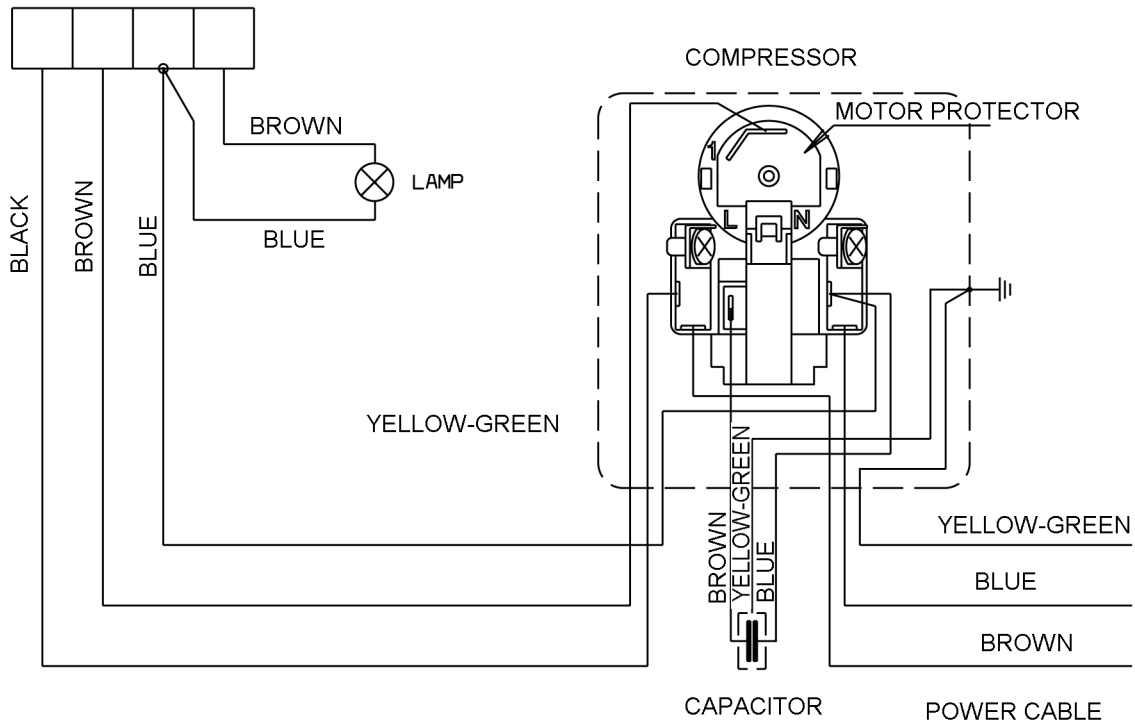 COMPRESSOR
MOTOR PROTECTOR
BROWN
1
LAMP
BLACK
BROWN
BLUE
L N
BLUE
YELLOW-GREEN
BROWN
YELLOW-GREEN
BLUE
YELLOW-GREEN
BLUE
BROWN
CAPACITOR
POWER CABLE